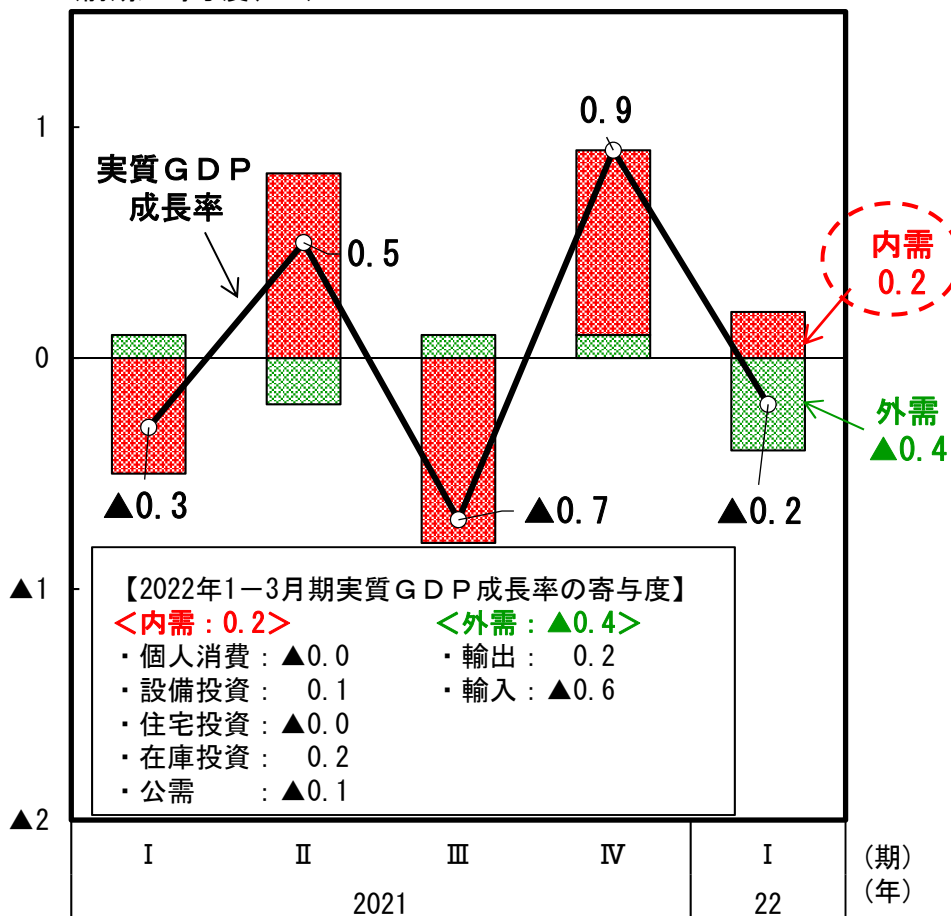 1
0
▲1
▲2
実質GDP
成長率
▲0.3
0.5
▲0.7
0.9
▲0.2
内需
0.2
外需
▲0.4
【2022年1-3月期実質GDP成長率の寄与度】
<内需:0.2>
・個人消費:▲0.0
・設備投資: 0.1
・住宅投資:▲0.0
・在庫投資: 0.2
・公需 :▲0.1
<外需:▲0.4>
・輸出: 0.2
・輸入:▲0.6
Ⅰ Ⅱ Ⅲ Ⅳ Ⅰ (期)
2021 22 (年)